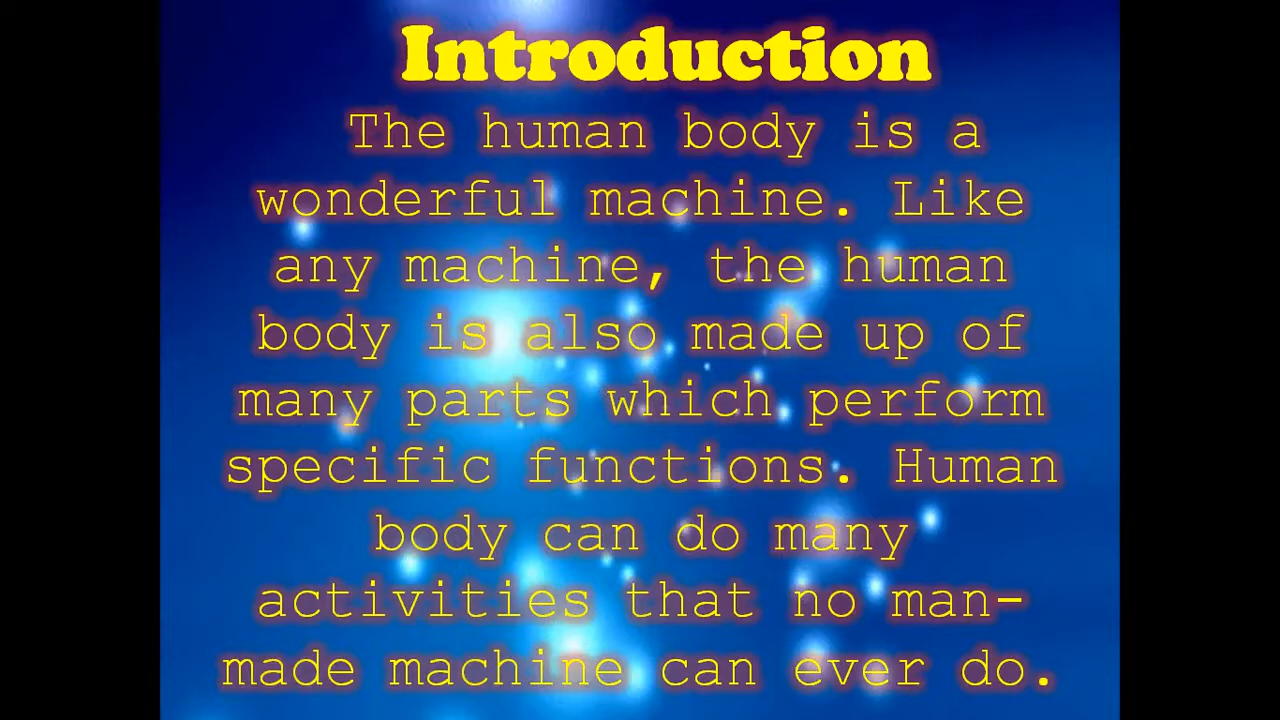 Introduction
The human body is a
wonderful machine. Like
any machine, the human
body is also made up of
many parts which perform
specific functions. Human
body can do many
activities that no man-
made machine can ever do.